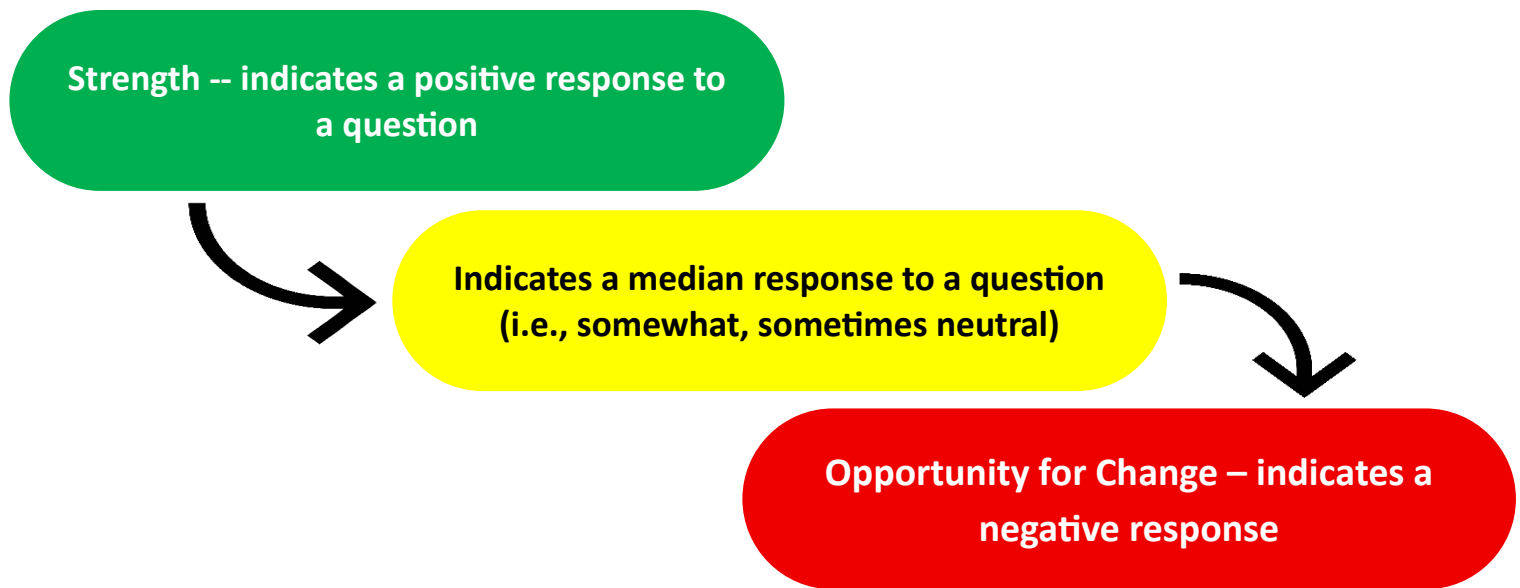 Strength -- indicates a positive response to
a question
Indicates a median response to a question
(i.e., somewhat, sometimes neutral)
Opportunity for Change – indicates a
negative response